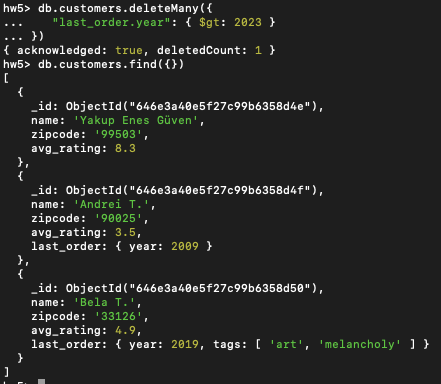 hw5> db.customers.deleteMany({
...    "last_order.year": { $gt: 2023 }
... })
{ acknowledged: true, deletedCount: 1 }
hw5> db.customers.find({})
[
  {
    _id: ObjectId("646e3a40e5f27c99b6358d4e"),
    name: 'Yakup Enes Güven',
    zipcode: '99503',
    avg_rating: 8.3
  },
  {
    _id: ObjectId("646e3a40e5f27c99b6358d4f"),
    name: 'Andrei T.',
    zipcode: '90025',
    avg_rating: 3.5,
    last_order: { year: 2009 }
  },
  {
    _id: ObjectId("646e3a40e5f27c99b6358d50"),
    name: 'Bela T.',
    zipcode: '33126',
    avg_rating: 4.9,
    last_order: { year: 2019, tags: [ 'art', 'melancholy' ] }
  }
]
hw5>